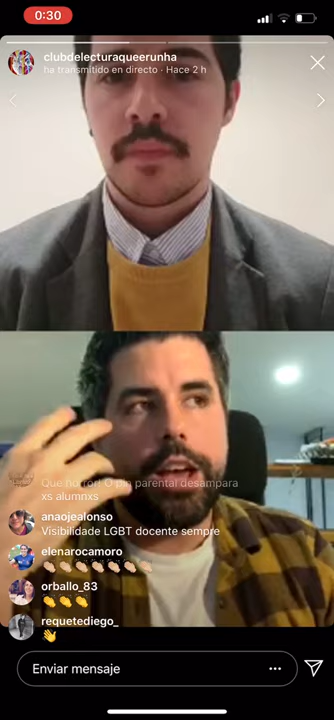 0:30
clubdelecturaqueerunha
ha transmitido en directo · Hace 2 h
Que horror! O pin parental desampara
xs alumnxs
anaojealonso
Visibilidade LGBT docente sempre
elenarocamoro
👏🏻👏🏻👏🏻👏🏻👏🏻👏🏻👏🏻
orballo_83
👏👏👏
requetediego_
👋
Enviar mensaje